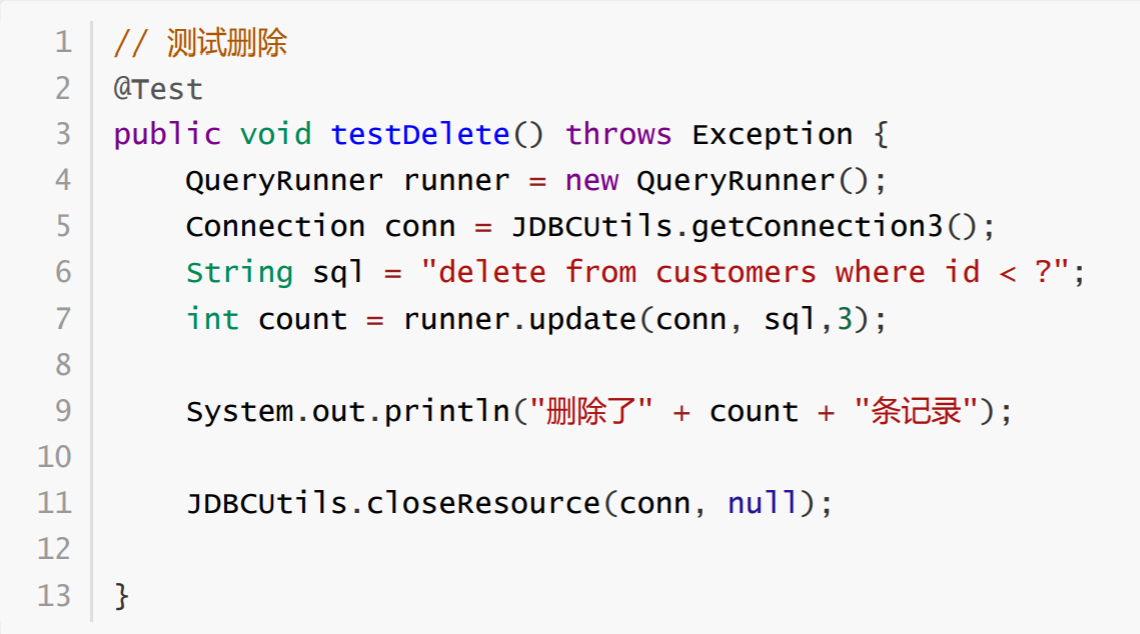 1 // 测试删除
2 @Test
3 public void testDelete() throws Exception {
4 QueryRunner runner = new QueryRunner();
5 Connection conn = JDBCUtils.getConnection3();
6 String sql = "delete from customers where id < ?";
7 int count = runner.update(conn, sql,3);
8
9 System.out.println("删除了" + count + "条记录");
10
11 JDBCUtils.closeResource(conn, null);
12
13 }